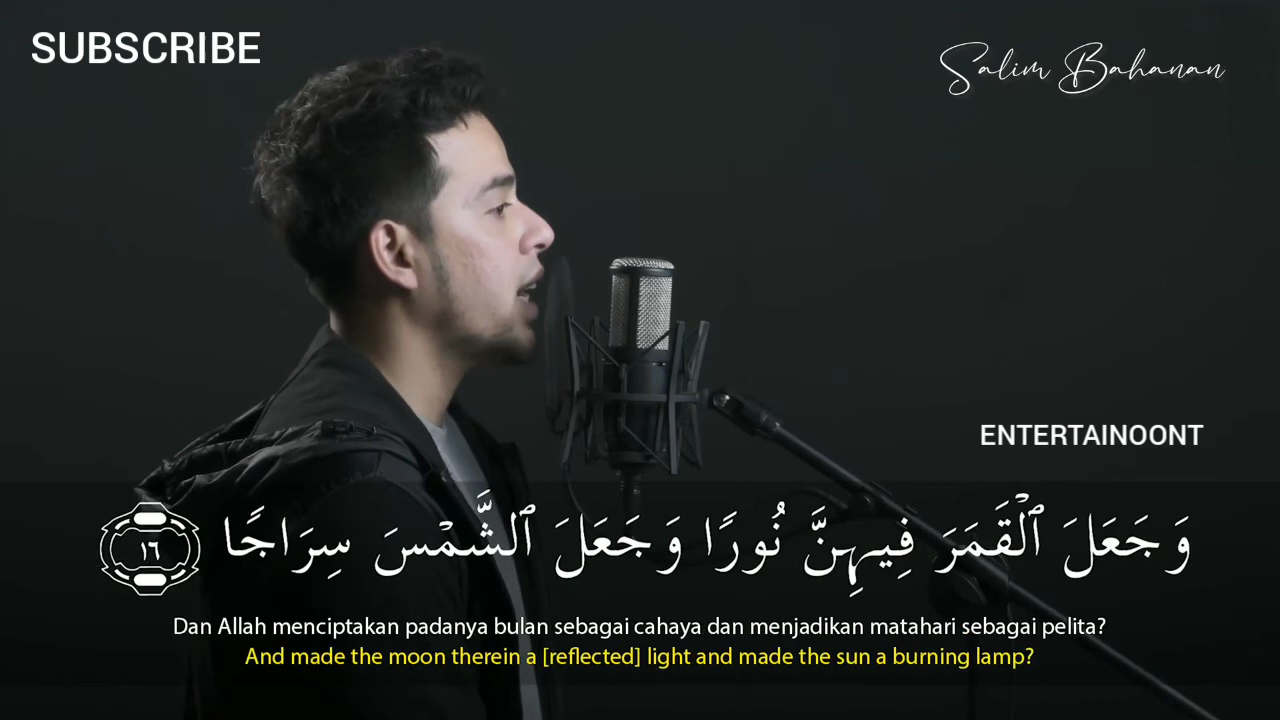 SUBSCRIBE
Salim Bahanan
ENTERTAINOONT
وَجَعَلَ ٱلْقَمَرَ فِيهِنَّ نُورًا وَجَعَلَ ٱلشَّمْسَ سِرَاجًا ١٦
Dan Allah menciptakan padanya bulan sebagai cahaya dan menjadikan matahari sebagai pelita?
And made the moon therein a [reflected] light and made the sun a burning lamp?